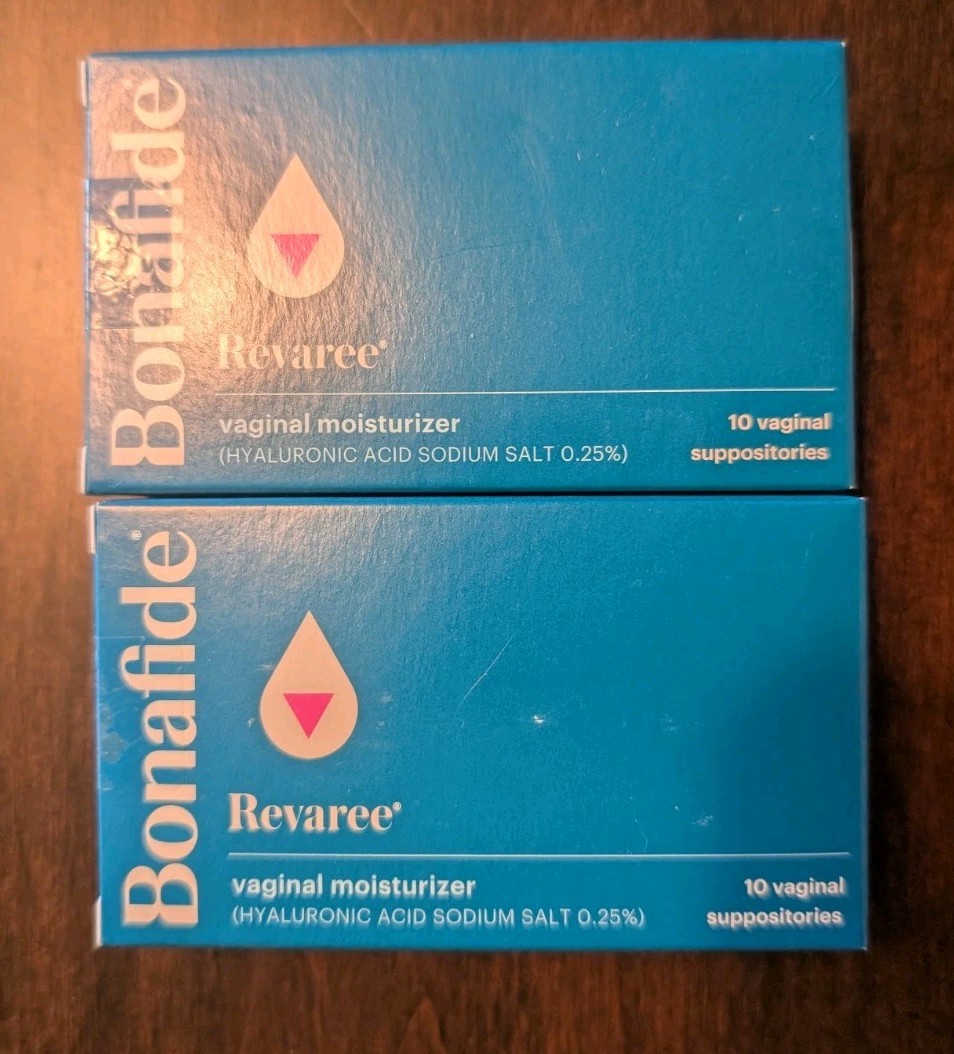 Bonafide®
Revaree®
vaginal moisturizer
(HYALURONIC ACID SODIUM SALT 0.25%)
10 vaginal
suppositories
Bonafide®
Revaree®
vaginal moisturizer
(HYALURONIC ACID SODIUM SALT 0.25%)
10 vaginal
suppositories